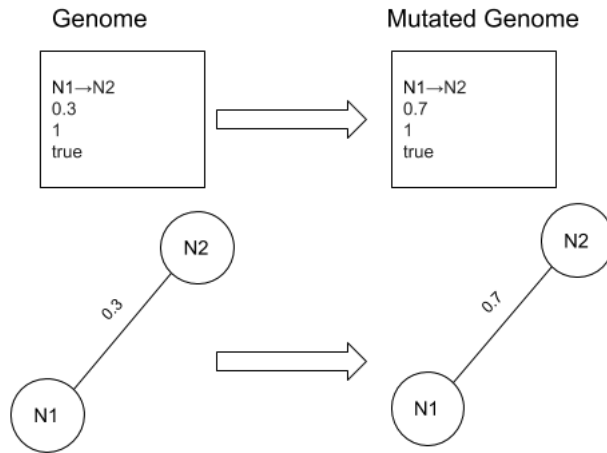 Genome
Mutated Genome
N1→N2
0.3
1
true
N1→N2
0.7
1
true
N2
0.3
N1
N2
0.7
N1